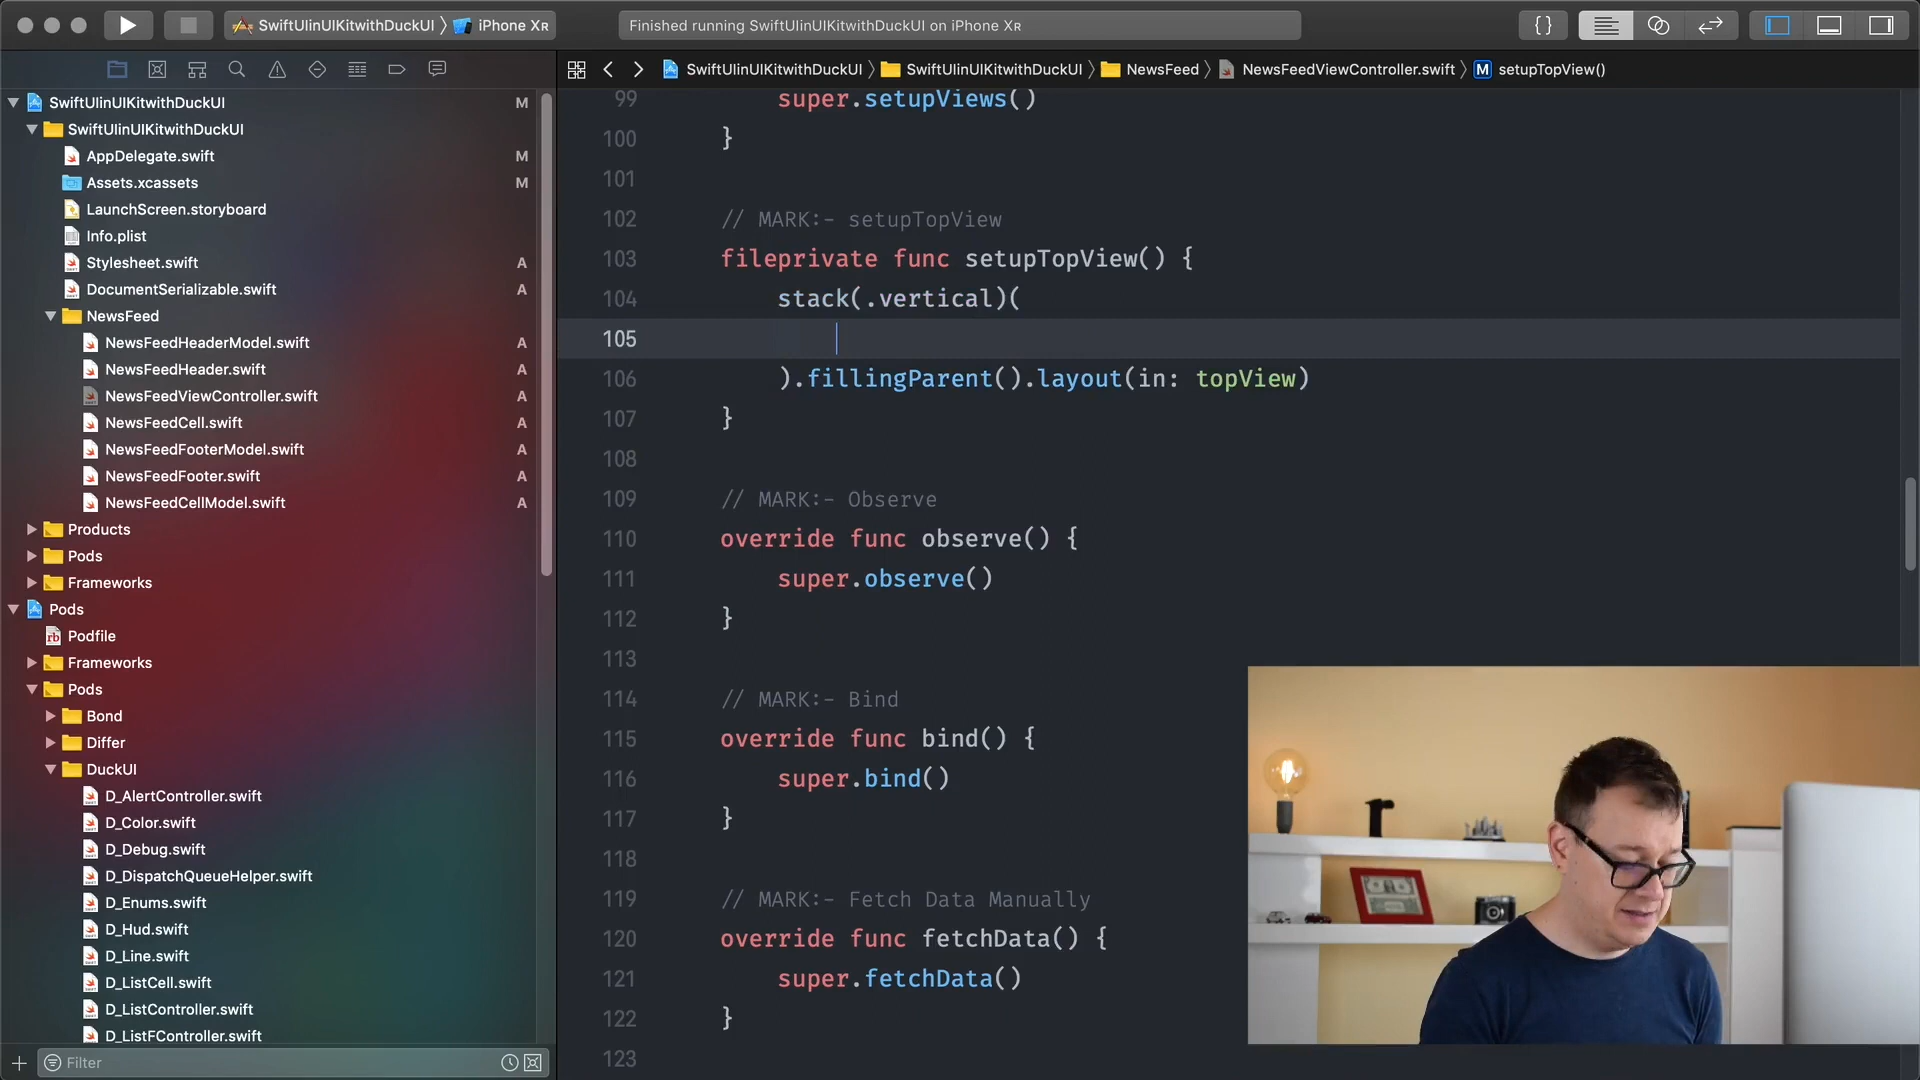 SwiftUIinUIKitwithDuckUI
iPhone XR
Finished running SwiftUIinUIKitwithDuckUI on iPhone XR
{}
SwiftUIinUIKitwithDuckUI
SwiftUIinUIKitwithDuckUI
NewsFeed
NewsFeedViewController.swift
M
setupTopView()
SwiftUIinUIKitwithDuckUI M
SwiftUIinUIKitwithDuckUI
AppDelegate.swift M
Assets.xcassets M
LaunchScreen.storyboard
Info.plist
Stylesheet.swift A
DocumentSerializable.swift A
NewsFeed
NewsFeedHeaderModel.swift A
NewsFeedHeader.swift A
NewsFeedViewController.swift A
NewsFeedCell.swift A
NewsFeedFooterModel.swift A
NewsFeedFooter.swift A
NewsFeedCellModel.swift A
Products
Pods
Frameworks
Pods
rb Podfile
Frameworks
Pods
Bond
Differ
DuckUI
D_AlertController.swift
D_Color.swift
D_Debug.swift
D_DispatchQueueHelper.swift
D_Enums.swift
D_Hud.swift
D_Line.swift
D_ListCell.swift
D_ListController.swift
D_ListFController.swift
Filter
99 super.setupViews()
100 }
101
102 // MARK:- setupTopView
103 fileprivate func setupTopView() {
104 stack(.vertical)(
105
106 ).fillingParent().layout(in: topView)
107 }
108
109 // MARK:- Observe
110 override func observe() {
111 super.observe()
112 }
113
114 // MARK:- Bind
115 override func bind() {
116 super.bind()
117 }
118
119 // MARK:- Fetch Data Manually
120 override func fetchData() {
121 super.fetchData()
122 }
123